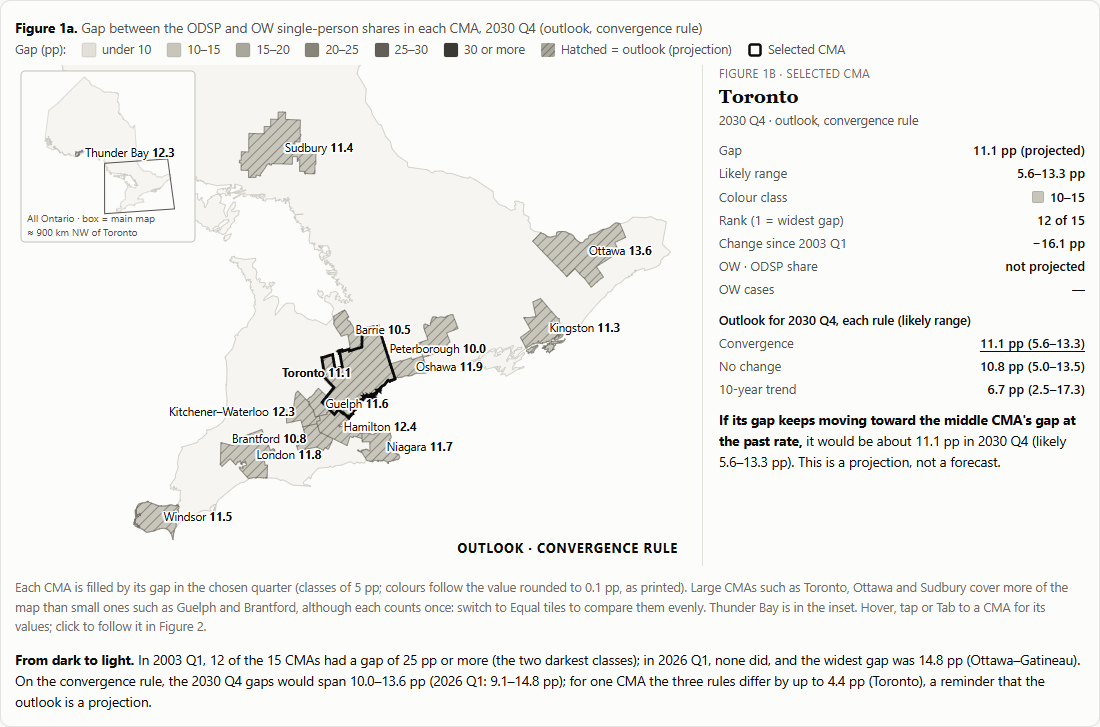 Figure 1a. Gap between the ODSP and OW single-person shares in each CMA, 2030 Q4 (outlook, convergence rule)
Gap (pp): under 10 10–15 15–20 20–25 25–30 30 or more Hatched = outlook (projection) Selected CMA
Thunder Bay 12.3
All Ontario · box = main map
≈ 900 km NW of Toronto
Sudbury 11.4
Ottawa 13.6
Kingston 11.3
Barrie 10.5
Peterborough 10.0
Oshawa 11.9
Toronto 11.1
Guelph 11.6
Kitchener–Waterloo 12.3
Hamilton 12.4
Brantford 10.8
Niagara 11.7
London 11.8
Windsor 11.5
OUTLOOK · CONVERGENCE RULE
FIGURE 1B · SELECTED CMA
Toronto
2030 Q4 · outlook, convergence rule
Gap 11.1 pp (projected)
Likely range 5.6–13.3 pp
Colour class 10–15
Rank (1 = widest gap) 12 of 15
Change since 2003 Q1 −16.1 pp
OW · ODSP share not projected
OW cases —
Outlook for 2030 Q4, each rule (likely range)
Convergence 11.1 pp (5.6–13.3)
No change 10.8 pp (5.0–13.5)
10-year trend 6.7 pp (2.5–17.3)
If its gap keeps moving toward the middle CMA's gap at
the past rate, it would be about 11.1 pp in 2030 Q4 (likely
5.6–13.3 pp). This is a projection, not a forecast.
Each CMA is filled by its gap in the chosen quarter (classes of 5 pp; colours follow the value rounded to 0.1 pp, as printed). Large CMAs such as Toronto, Ottawa and Sudbury cover more of the
map than small ones such as Guelph and Brantford, although each counts once: switch to Equal tiles to compare them evenly. Thunder Bay is in the inset. Hover, tap or Tab to a CMA for its
values; click to follow it in Figure 2.
From dark to light. In 2003 Q1, 12 of the 15 CMAs had a gap of 25 pp or more (the two darkest classes); in 2026 Q1, none did, and the widest gap was 14.8 pp (Ottawa–Gatineau).
On the convergence rule, the 2030 Q4 gaps would span 10.0–13.6 pp (2026 Q1: 9.1–14.8 pp); for one CMA the three rules differ by up to 4.4 pp (Toronto), a reminder that the
outlook is a projection.